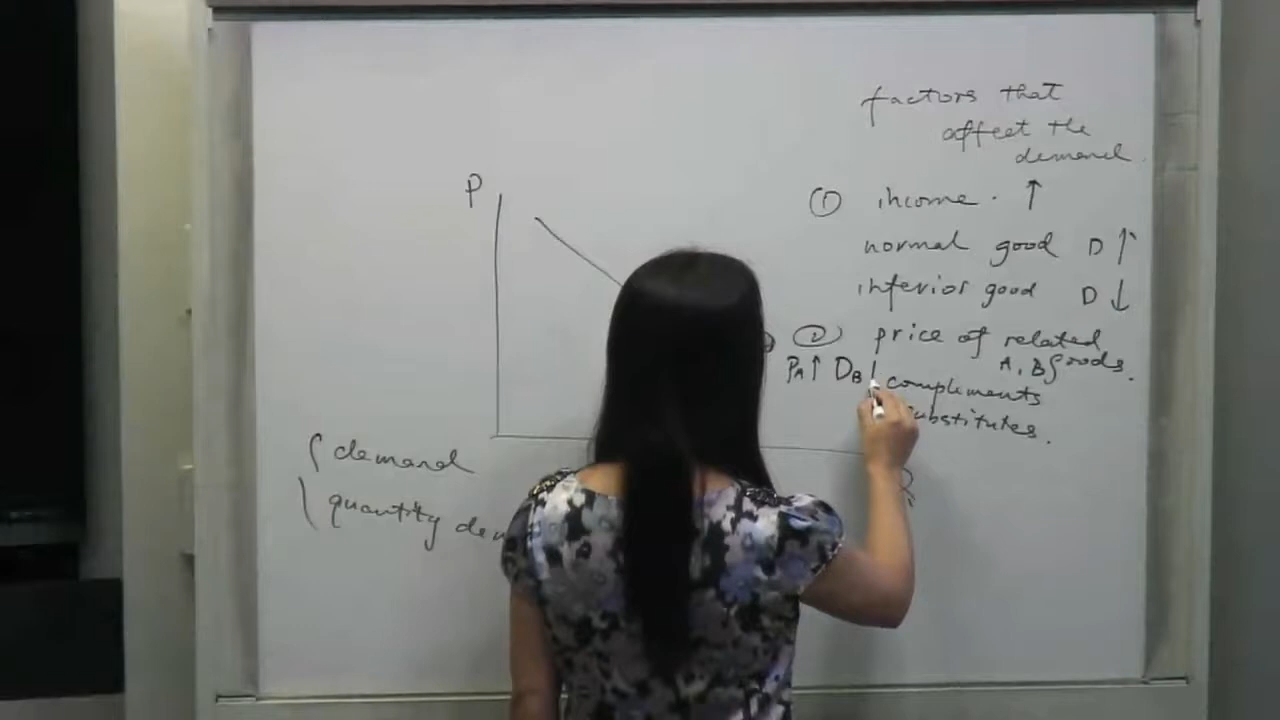 factors that
affect the
demand
① income. ↑
normal good D↑
inferior good D↓
② price of related
A, B goods.
PA↑ DB
complements
substitutes.
P
demand
quantity